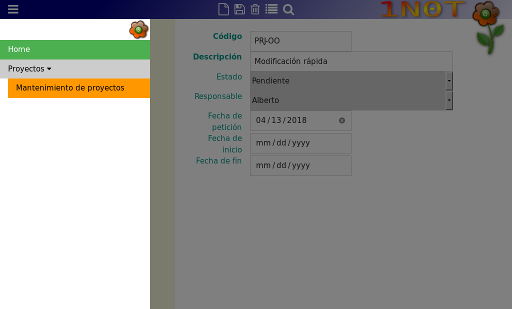 1NOT
Home
Proyectos
Mantenimiento de proyectos
Código
PRJ-OO
Descripción
Modificación rápida
Estado
Pendiente
Responsable
Alberto
Fecha de
petición
04/13/2018
Fecha de
inicio
mm/dd/yyyy
Fecha de fin
mm/dd/yyyy